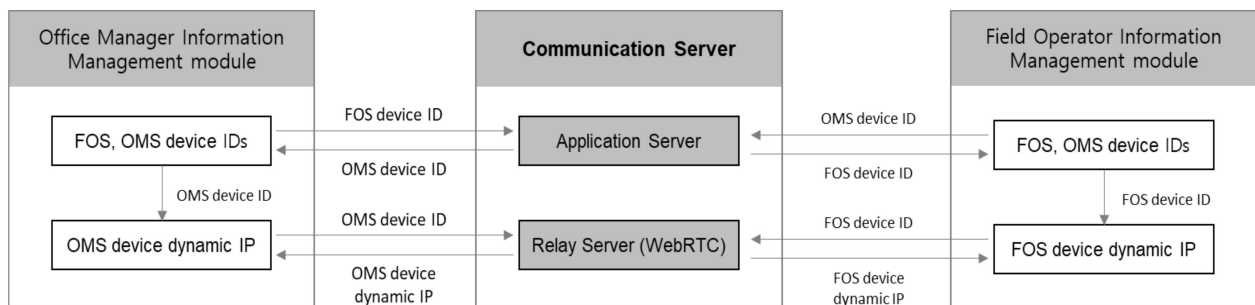 Office Manager Information
Management module
Communication Server
Field Operator Information
Management module
FOS, OMS device IDs
FOS device ID
OMS device ID
Application Server
OMS device ID
FOS device ID
FOS, OMS device IDs
OMS device ID
FOS device ID
OMS device dynamic IP
OMS device ID
OMS device
dynamic IP
Relay Server (WebRTC)
FOS device ID
FOS device
dynamic IP
FOS device dynamic IP